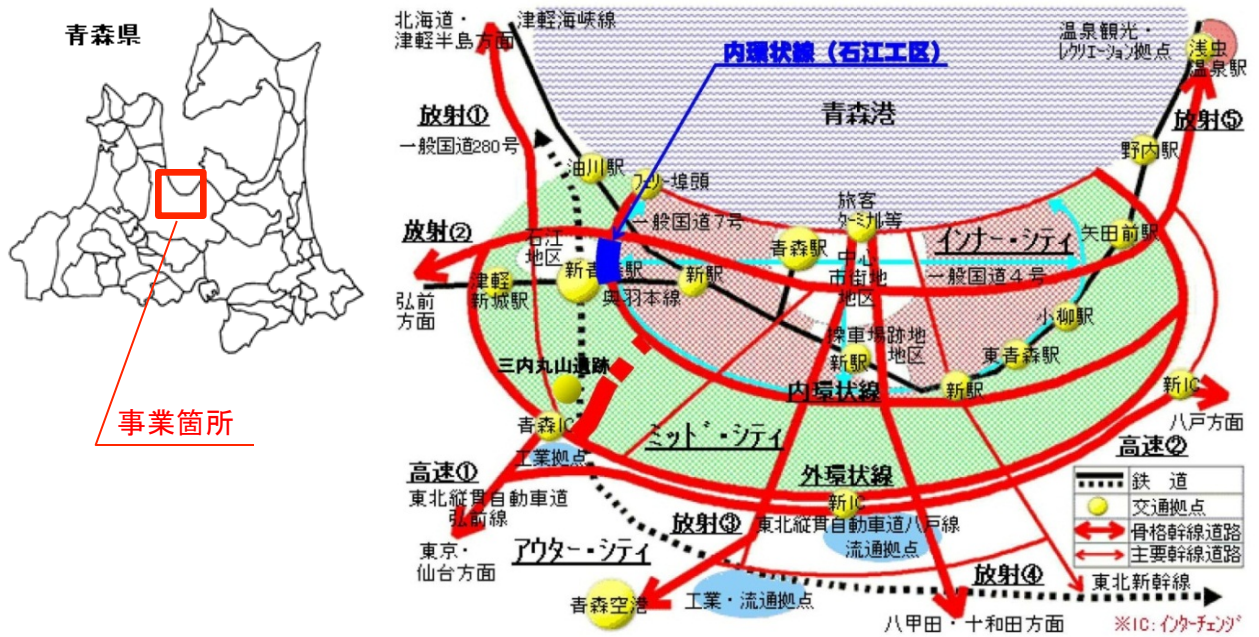 青森県
事業箇所
北海道・
津軽半島方面
津軽海峡線
内環状線（石江工区）
温泉観光・
レクリエーション拠点
浅虫
温泉駅
青森港
放射①
一般国道280号
放射⑤
野内駅
油川駅
フェリー埠頭
旅客
ターミナル等
一般国道7号
放射②
石江
地区
青森駅
インナー・シティ
矢田前駅
中心
市街地
地区
一般国道4号
新青森駅
新駅
津軽
新城駅
奥羽本線
弘前
方面
小柳駅
操車場跡地
地区
新駅
東青森駅
三内丸山遺跡
内環状線
新駅
新IC
八戸方面
青森IC
ミッド・シティ
工業拠点
高速②
高速①
外環状線
東北縦貫自動車道
弘前線
新IC
放射③
東北縦貫自動車道八戸線
流通拠点
東京・
仙台方面
アウター・シティ
放射④
東北新幹線
青森空港
工業・流通拠点
八甲田・十和田方面
鉄　道
交通拠点
骨格幹線道路
主要幹線道路
※IC:インターチェンジ